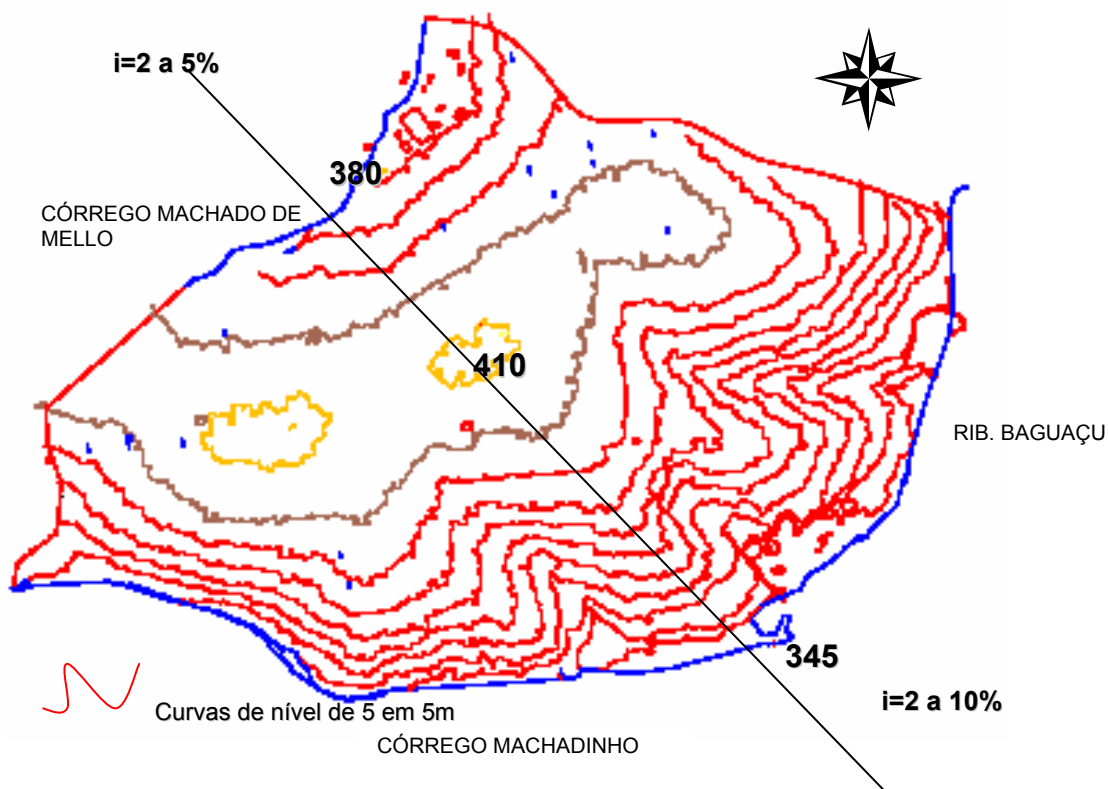 i=2 a 5%
380
CÓRREGO MACHADO DE
MELLO
410
RIB. BAGUAÇU
345
i=2 a 10%
Curvas de nível de 5 em 5m
CÓRREGO MACHADINHO